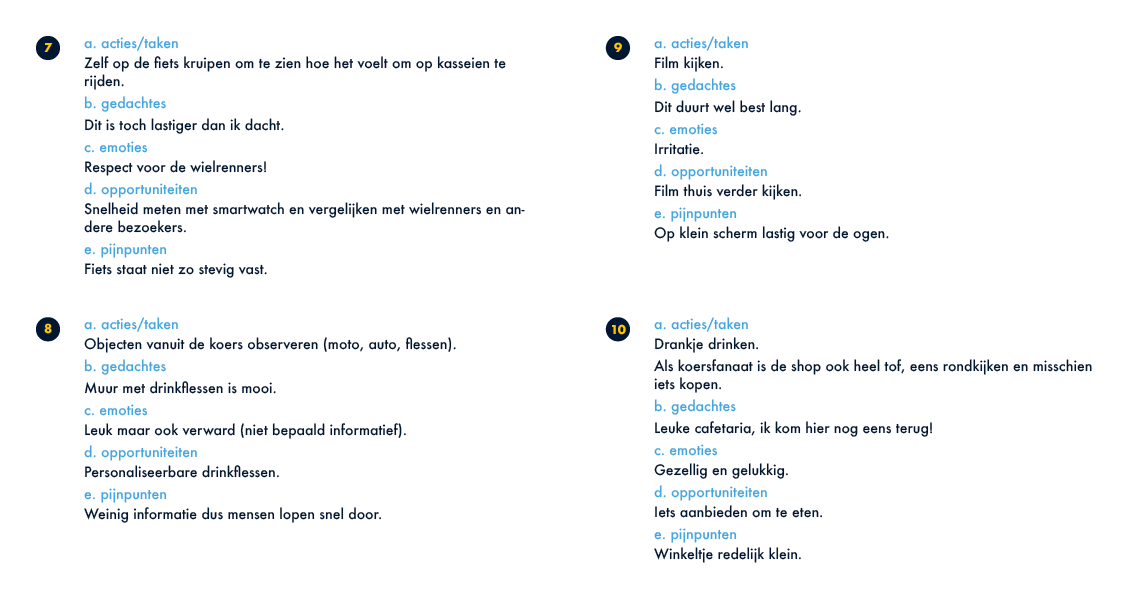 7
a. acties/taken
Zelf op de fiets kruipen om te zien hoe het voelt om op kasseien te
rijden.
b. gedachtes
Dit is toch lastiger dan ik dacht.
c. emoties
Respect voor de wielrenners!
d. opportuniteiten
Snelheid meten met smartwatch en vergelijken met wielrenners en an-
dere bezoekers.
e. pijnpunten
Fiets staat niet zo stevig vast.
8
a. acties/taken
Objecten vanuit de koers observeren (moto, auto, flessen).
b. gedachtes
Muur met drinkflessen is mooi.
c. emoties
Leuk maar ook verward (niet bepaald informatief).
d. opportuniteiten
Personaliseerbare drinkflessen.
e. pijnpunten
Weinig informatie dus mensen lopen snel door.
9
a. acties/taken
Film kijken.
b. gedachtes
Dit duurt wel best lang.
c. emoties
Irritatie.
d. opportuniteiten
Film thuis verder kijken.
e. pijnpunten
Op klein scherm lastig voor de ogen.
10
a. acties/taken
Drankje drinken.
Als koersfanaat is de shop ook heel tof, eens rondkijken en misschien
iets kopen.
b. gedachtes
Leuke cafetaria, ik kom hier nog eens terug!
c. emoties
Gezellig en gelukkig.
d. opportuniteiten
Iets aanbieden om te eten.
e. pijnpunten
Winkeltje redelijk klein.